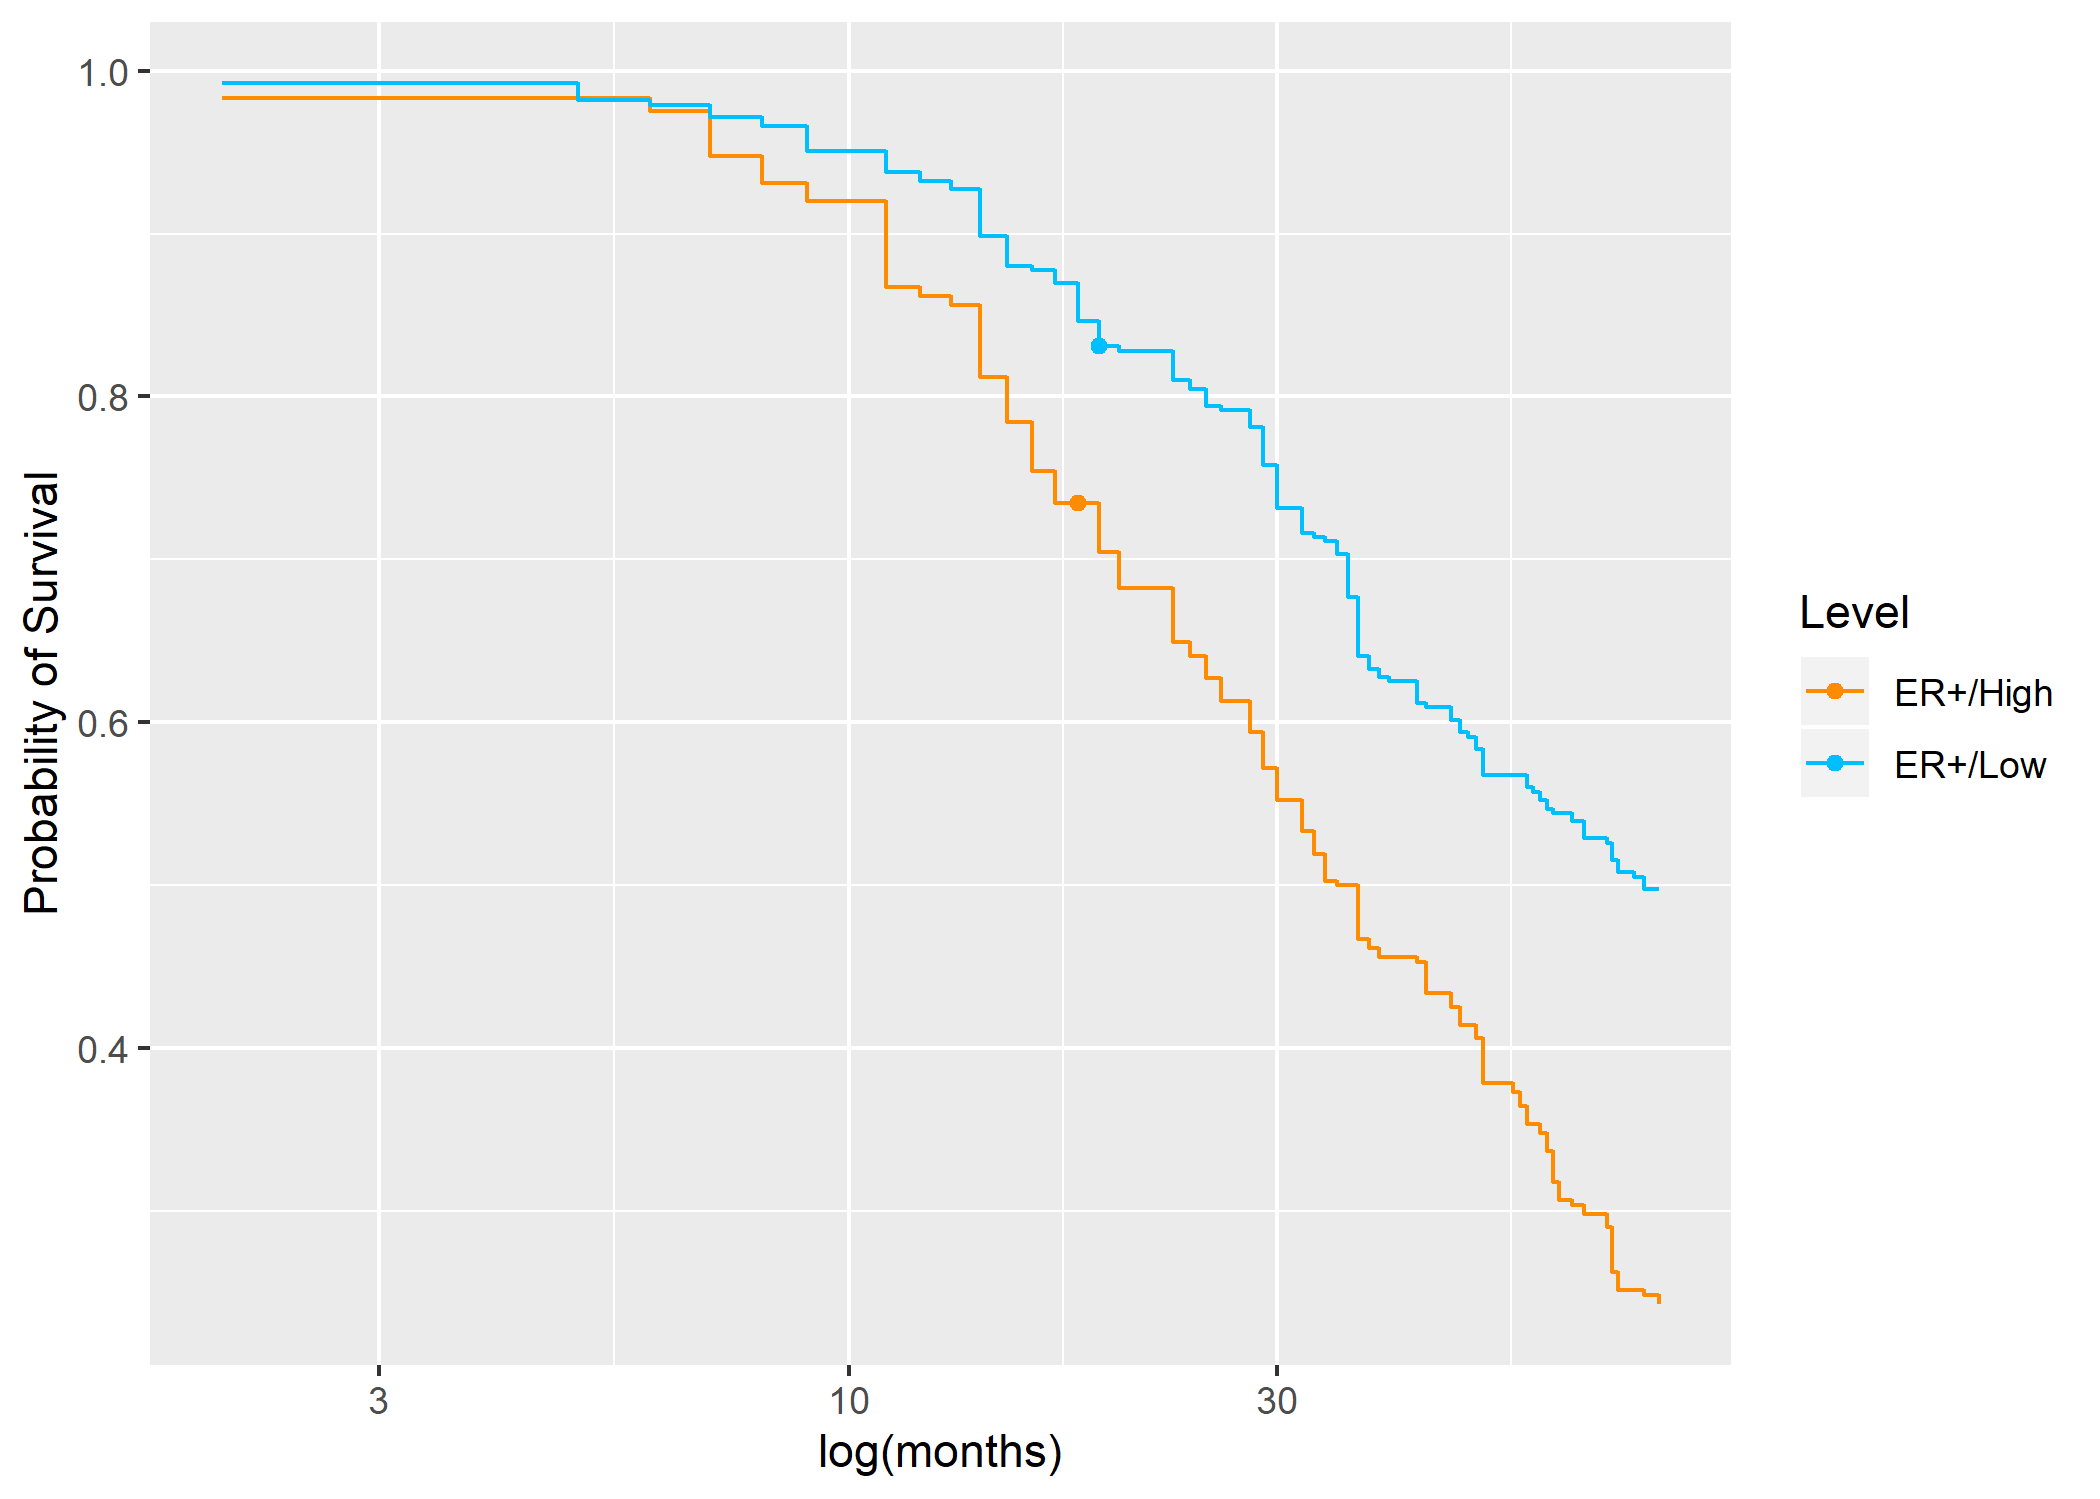 1.0
0.8
0.6
0.4
Probability of Survival
3
10
30
log(months)
Level
ER+/High
ER+/Low